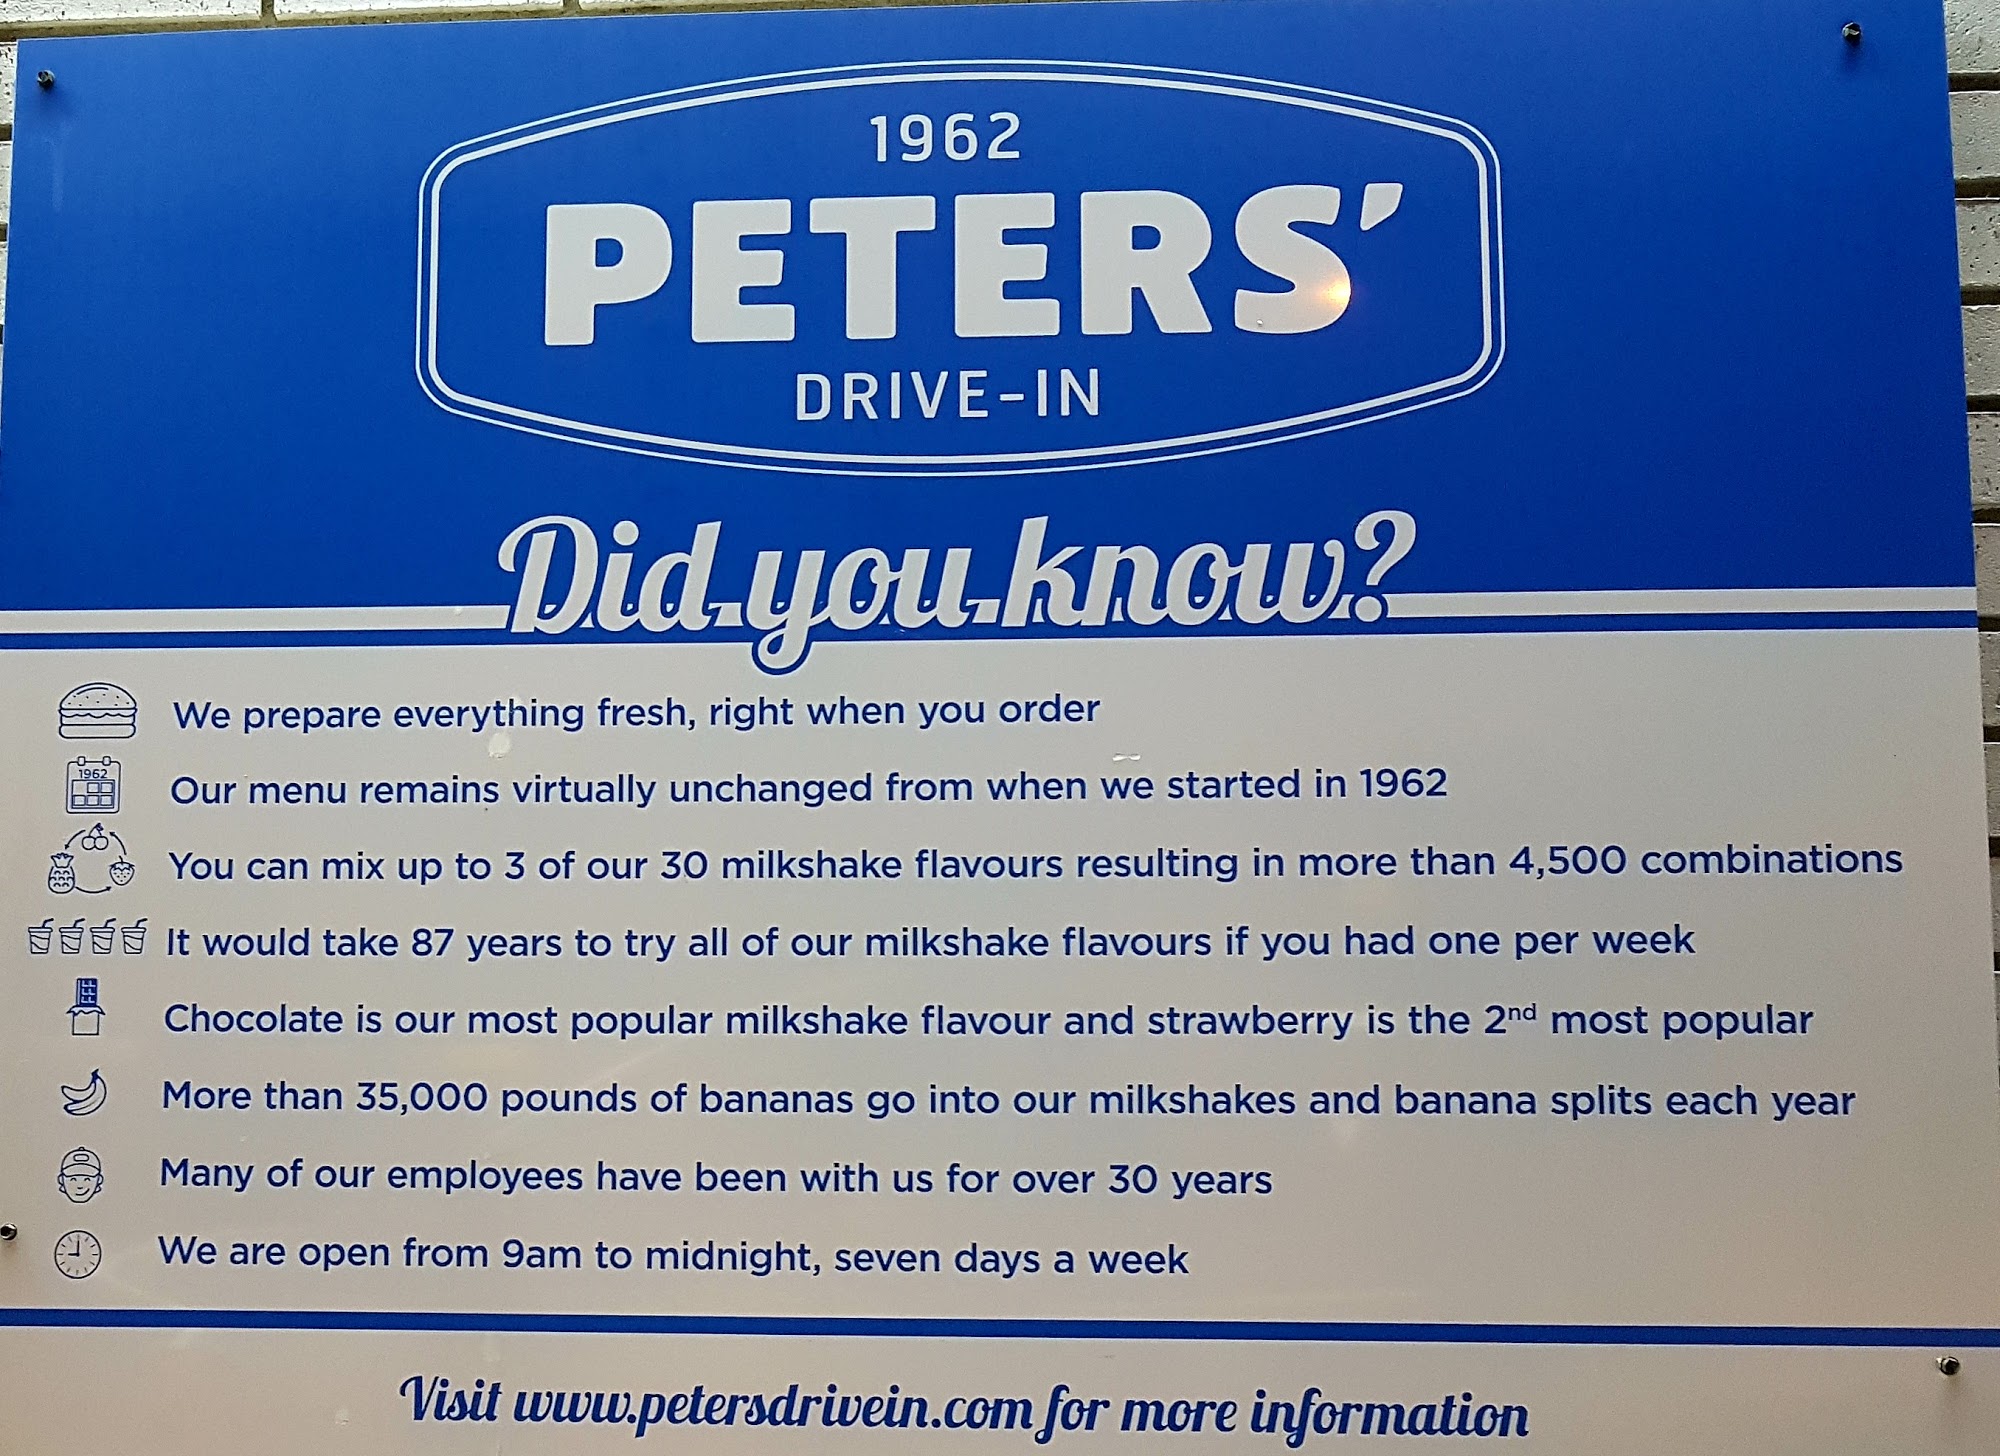 1962
PETERS'
DRIVE-IN
Did you know?
We prepare everything fresh, right when you order
1962
Our menu remains virtually unchanged from when we started in 1962
You can mix up to 3 of our 30 milkshake flavours resulting in more than 4,500 combinations
It would take 87 years to try all of our milkshake flavours if you had one per week
Chocolate is our most popular milkshake flavour and strawberry is the 2nd most popular
More than 35,000 pounds of bananas go into our milkshakes and banana splits each year
Many of our employees have been with us for over 30 years
We are open from 9am to midnight, seven days a week
Visit www.petersdrivein.com for more information